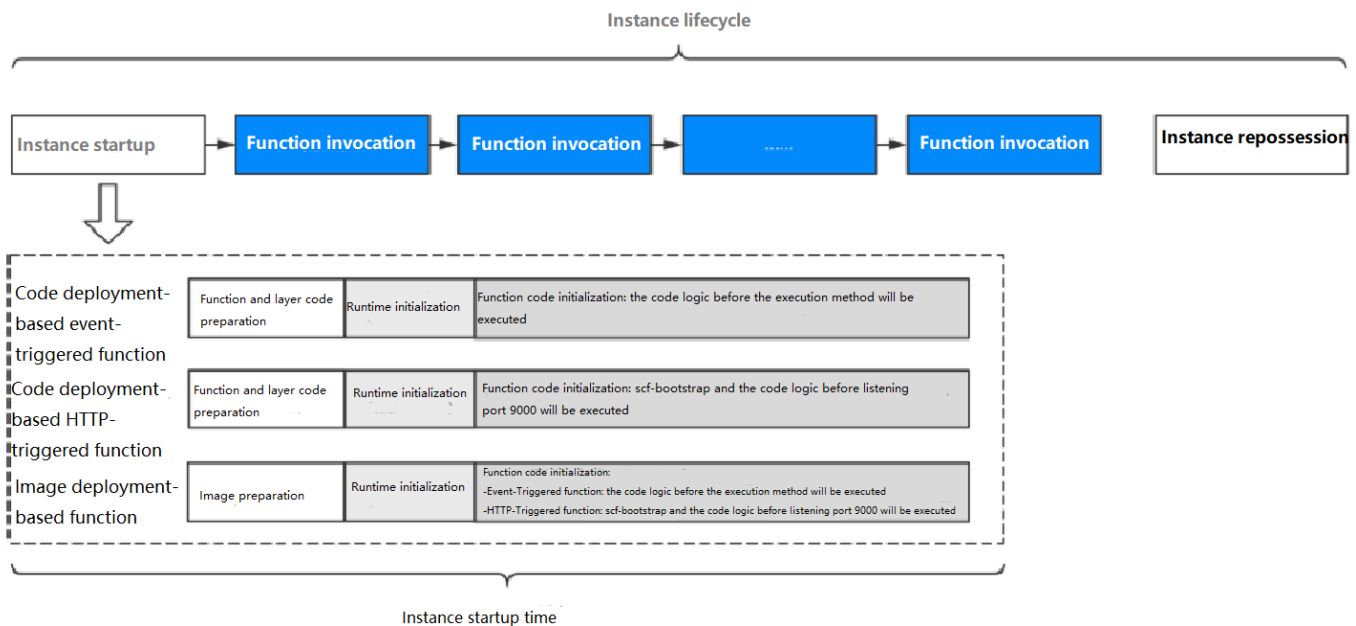 Instance lifecycle
Instance startup
Function invocation
Function invocation
......
Function invocation
Instance repossession
Code deployment-
based event-
triggered function
Function and layer code
preparation
Runtime initialization
Function code initialization: the code logic before the execution method will be
executed
Code deployment-
based HTTP-
triggered function
Function and layer code
preparation
Runtime initialization
Function code initialization: scf-bootstrap and the code logic before listening
port 9000 will be executed
Image deployment-
based function
Image preparation
Runtime initialization
Function code initialization:
-Event-Triggered function: the code logic before the execution method will be executed
-HTTP-Triggered function: scf-bootstrap and the code logic before listening port 9000 will be executed
Instance startup time